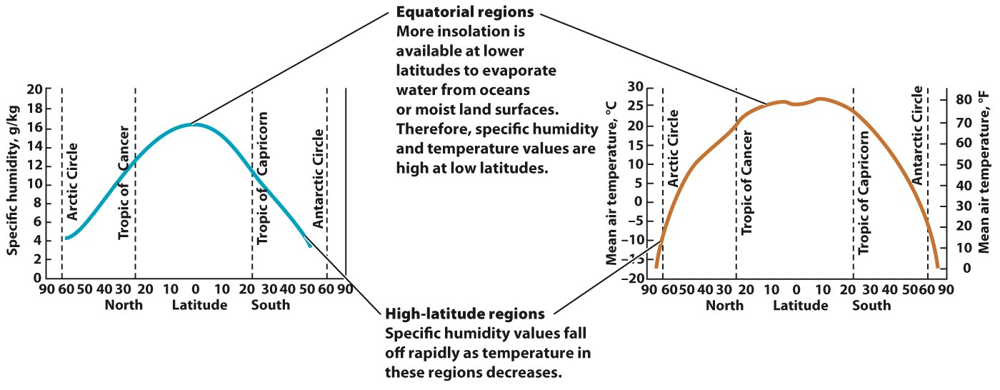 Equatorial regions
More insolation is
available at lower
latitudes to evaporate
water from oceans
or moist land surfaces.
Therefore, specific humidity
and temperature values are
high at low latitudes.
Specific humidity, g/kg
20
18
16
14
12
10
8
6
4
2
0
Arctic Circle
Tropic of Cancer
Tropic of Capricorn
Antarctic Circle
90 60 50 40 30 20 10 0 10 20 30 40 50 60 90
North Latitude South
Mean air temperature, °C
30
25
20
15
10
5
0
–5
–10
–15
–20
Arctic Circle
Tropic of Cancer
Tropic of Capricorn
Antarctic Circle
80
70
60
50
40
30
20
10
0
Mean air temperature, °F
90 60 50 40 30 20 10 0 10 20 30 40 50 60 90
North Latitude South
High-latitude regions
Specific humidity values fall
off rapidly as temperature in
these regions decreases.